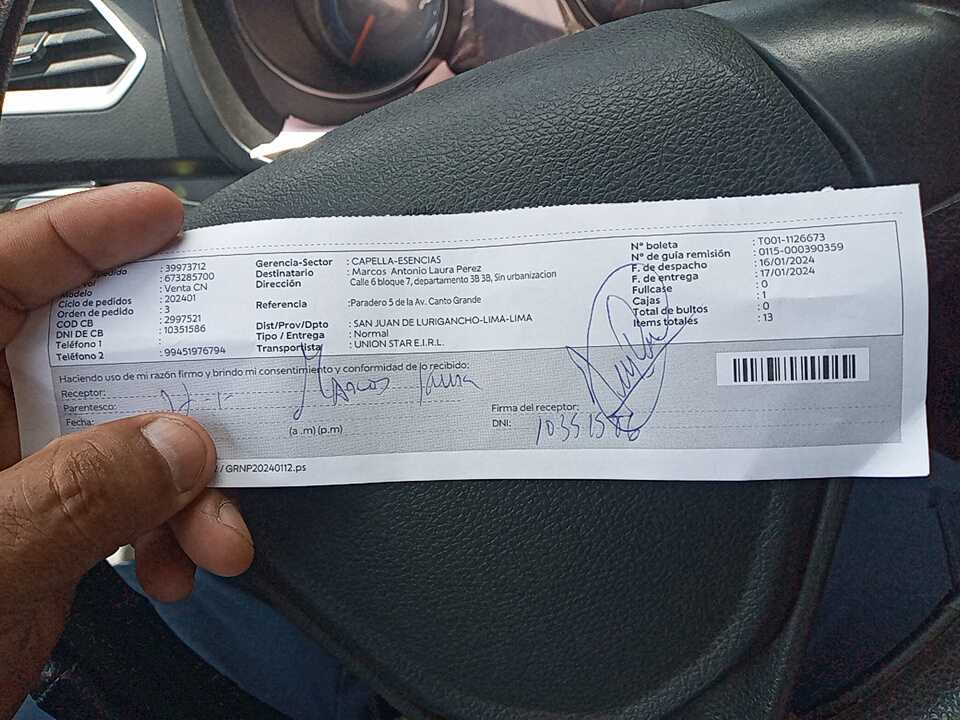 : 39973712
pedido : 673285700
Modelo : Venta CN
Ciclo de pedidos : 202401
Orden de pedido : 3
COD CB : 2997521
DNI DE CB : 10351586
Teléfono 1 :
Teléfono 2 : 99451976794
Gerencia-Sector : CAPELLA-ESENCIAS
Destinatario : Marcos Antonio Laura Perez
Dirección Calle 6 bloque 7, departamento 3B 3B, Sin urbanizacion
Referencia :Paradero 5 de la Av. Canto Grande
Dist/Prov/Dpto : SAN JUAN DE LURIGANCHO-LIMA-LIMA
Tipo / Entrega : Normal
Transportista : UNION STAR E.I.R.L.
N° boleta : T001-1126673
N° de guía remisión : 0115-000390359
F. de despacho : 16/01/2024
F. de entrega : 17/01/2024
Fullcase : 0
Cajas : 1
Total de bultos : 0
Items totales : 13
Haciendo uso de mi razón firmo y brindo mi consentimiento y conformidad de lo recibido:
Receptor: Marcos Laura
Parentesco:
Fecha:
(a .m) (p.m)
Firma del receptor:
DNI: 10351586
/ GRNP20240112.ps